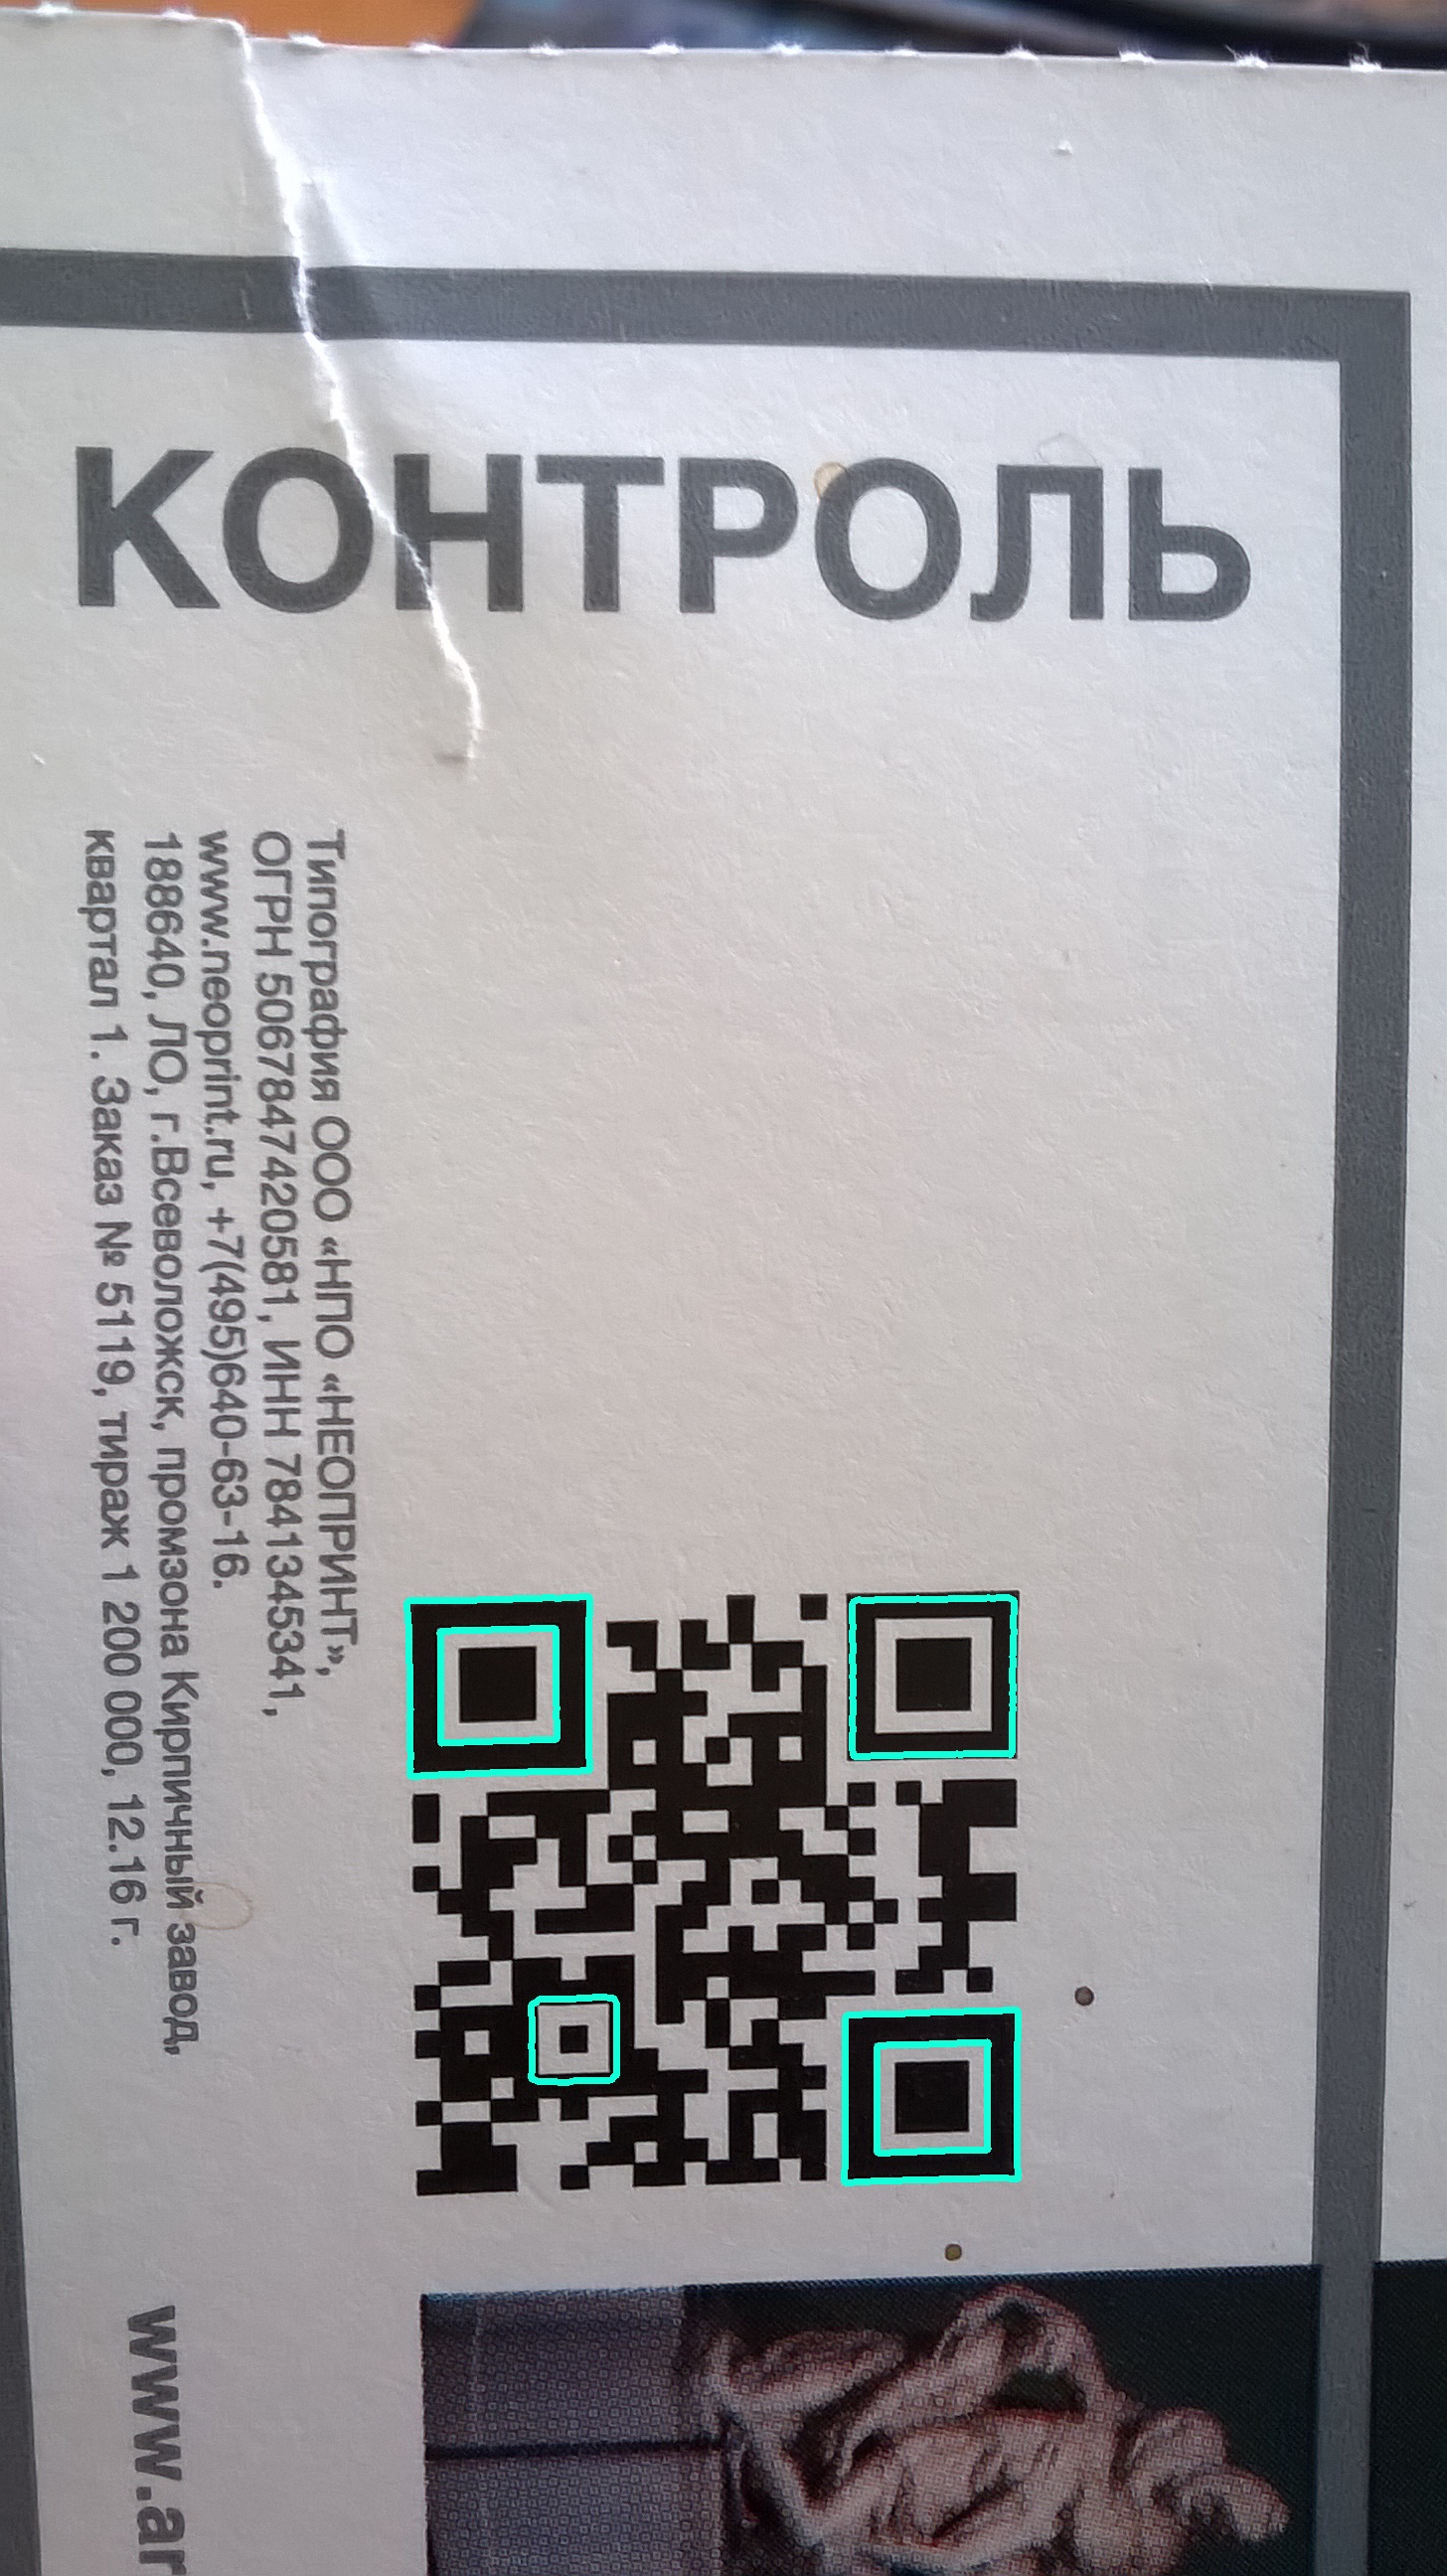 КОНТРОЛЬ
Типография ООО «НПО «НЕОПРИНТ»,
ОГРН 5067847420581, ИНН 7841345341,
www.neoprint.ru, +7(495)640-63-16.
188640, ЛО, г.Всеволожск, промзона Кирпичный завод,
квартал 1. Заказ № 5119, тираж 1 200 000, 12.16 г.
www.ar